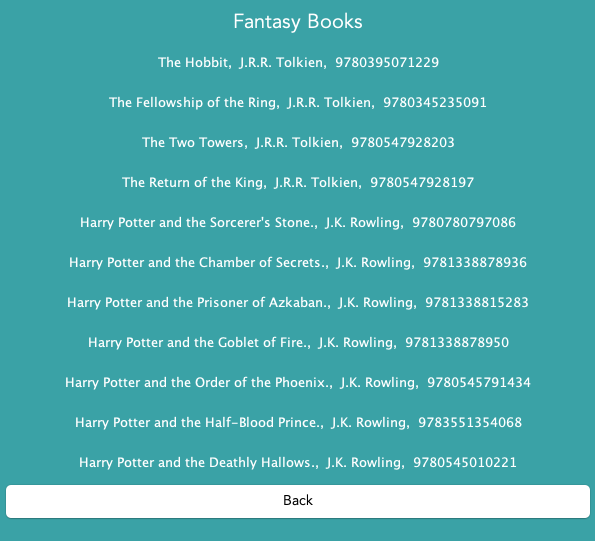 Fantasy Books
The Hobbit, J.R.R. Tolkien, 9780395071229
The Fellowship of the Ring, J.R.R. Tolkien, 9780345235091
The Two Towers, J.R.R. Tolkien, 9780547928203
The Return of the King, J.R.R. Tolkien, 9780547928197
Harry Potter and the Sorcerer's Stone., J.K. Rowling, 9780780797086
Harry Potter and the Chamber of Secrets., J.K. Rowling, 9781338878936
Harry Potter and the Prisoner of Azkaban., J.K. Rowling, 9781338815283
Harry Potter and the Goblet of Fire., J.K. Rowling, 9781338878950
Harry Potter and the Order of the Phoenix., J.K. Rowling, 9780545791434
Harry Potter and the Half-Blood Prince., J.K. Rowling, 9783551354068
Harry Potter and the Deathly Hallows., J.K. Rowling, 9780545010221
Back